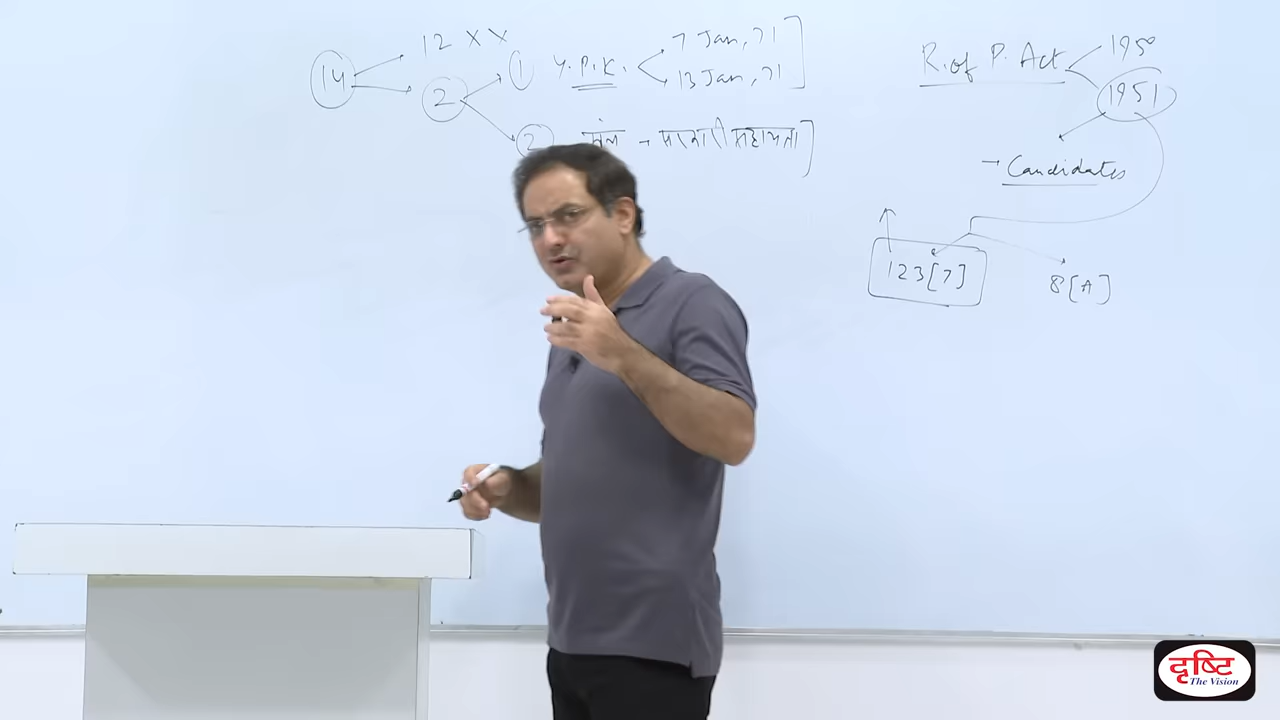 14
12 X X
2
1 Y.P.K.
7 Jan, 71
13 Jan, 71
2 मंच → सरकारी सहायता
R. of P. Act
1950
1951
→ Candidates
123[7]
8[A]
दृष्टि
The Vision